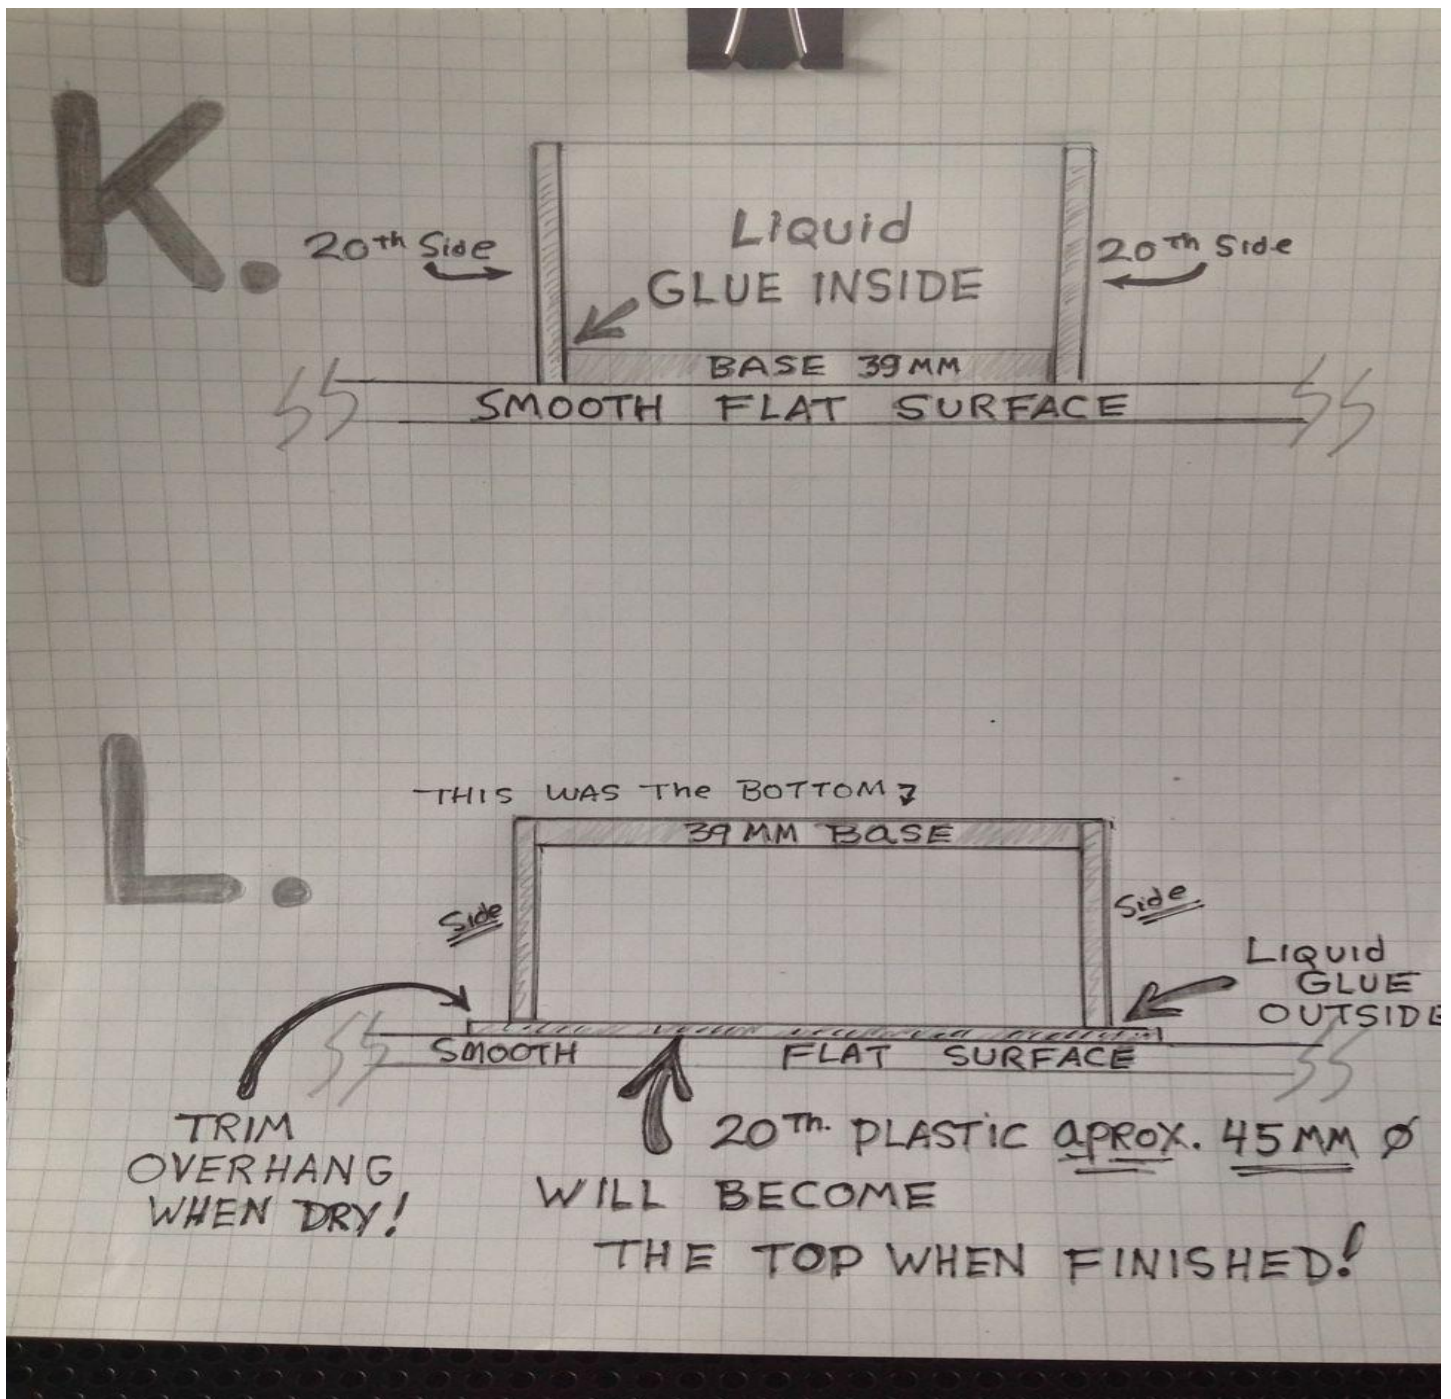 K.
20th Side
Liquid
GLUE INSIDE
20Th Side
BASE 39MM
SMOOTH FLAT SURFACE
L.
THIS WAS The BOTTOM
39MM BASE
Side
Side
Liquid
GLUE
OUTSIDE
SMOOTH FLAT SURFACE
TRIM
OVERHANG
WHEN DRY!
20Th. PLASTIC aprox. 45MM Ø
WILL BECOME
THE TOP WHEN FINISHED!